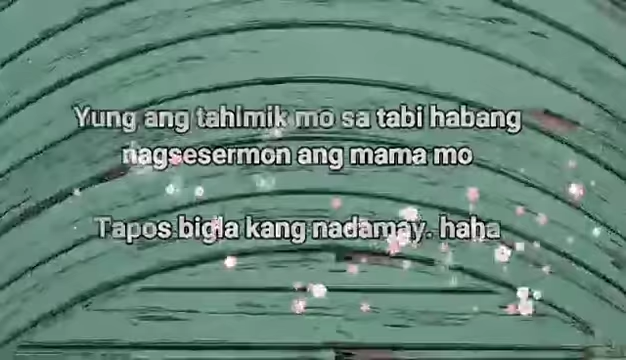 Yung ang tahimik mo sa tabi habang
nagsesermon ang mama mo
Tapos bigla kang nadamay. haha